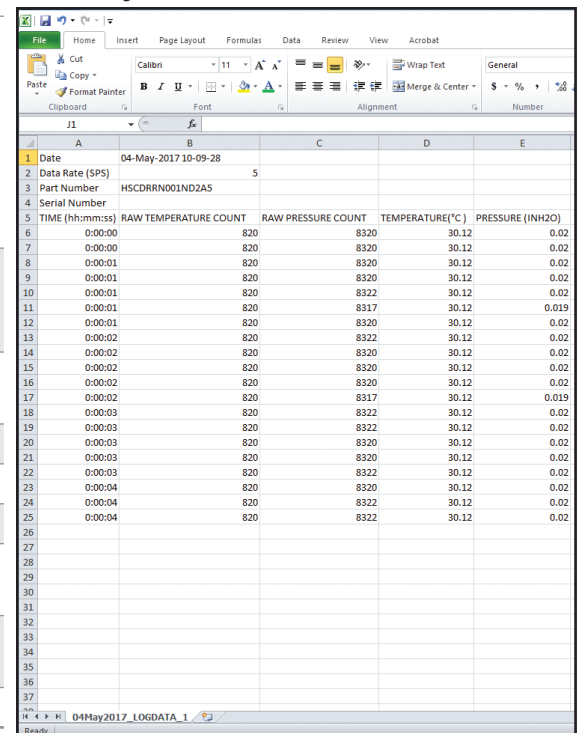 File Home Insert Page Layout Formulas Data Review View Acrobat
Cut
Copy
Format Painter
Paste
Calibri 11 A A
Wrap Text
General
B I U
Merge & Center
$ % ,
Clipboard Font Alignment Number
J1 fx
A B C D E
1 Date 04-May-2017 10-09-28
2 Data Rate (SPS) 5
3 Part Number HSCDRRN001ND2A5
4 Serial Number
5 TIME (hh:mm:ss) RAW TEMPERATURE COUNT RAW PRESSURE COUNT TEMPERATURE(°C ) PRESSURE (INH2O)
6 0:00:00 820 8320 30.12 0.02
7 0:00:00 820 8320 30.12 0.02
8 0:00:01 820 8320 30.12 0.02
9 0:00:01 820 8322 30.12 0.02
10 0:00:01 820 8322 30.12 0.02
11 0:00:01 820 8317 30.12 0.019
12 0:00:01 820 8320 30.12 0.02
13 0:00:02 820 8322 30.12 0.02
14 0:00:02 820 8320 30.12 0.02
15 0:00:02 820 8320 30.12 0.02
16 0:00:02 820 8320 30.12 0.02
17 0:00:02 820 8317 30.12 0.019
18 0:00:03 820 8322 30.12 0.02
19 0:00:03 820 8322 30.12 0.02
20 0:00:03 820 8320 30.12 0.02
21 0:00:03 820 8320 30.12 0.02
22 0:00:03 820 8322 30.12 0.02
23 0:00:04 820 8320 30.12 0.02
24 0:00:04 820 8322 30.12 0.02
25 0:00:04 820 8322 30.12 0.02
26
27
28
29
30
31
32
33
34
35
36
37
04May2017_LOGDATA_1
Ready